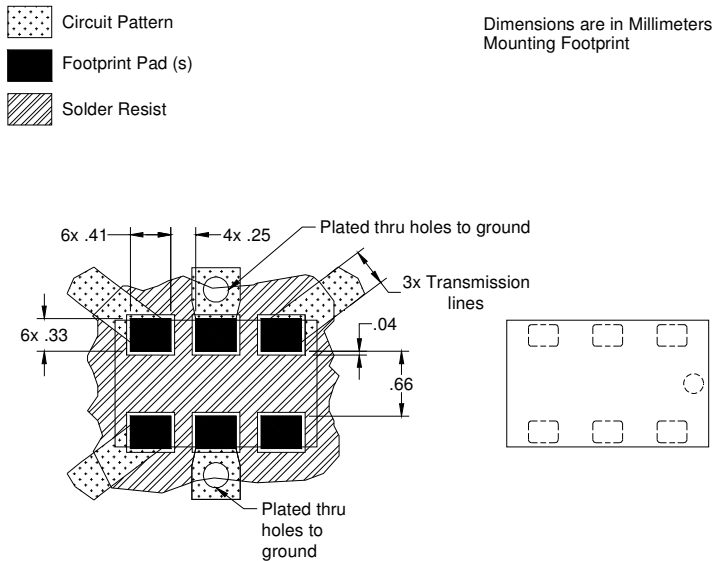 Circuit Pattern
Dimensions are in Millimeters
Mounting Footprint
Footprint Pad (s)
Solder Resist
6x .41
4x .25
Plated thru holes to ground
3x Transmission
lines
6x .33
.04
.66
Plated thru
holes to
ground